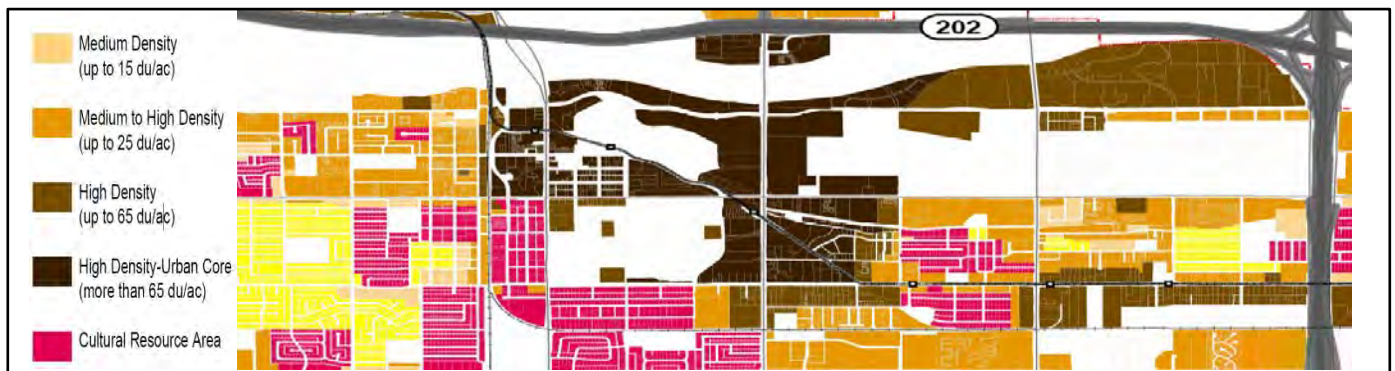 Medium Density
(up to 15 du/ac)
Medium to High Density
(up to 25 du/ac)
High Density
(up to 65 du/ac)
High Density-Urban Core
(more than 65 du/ac)
Cultural Resource Area
202